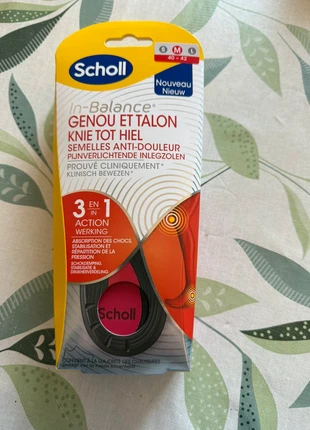 Scholl
S M L
40 - 42
Nouveau
Nieuw
In-Balance®
GENOU ET TALON
KNIE TOT HIEL
SEMELLES ANTI-DOULEUR
PIJNVERLICHTENDE INLEGZOLEN
PROUVÉ CLINIQUEMENT*
KLINISCH BEWEZEN*
3 EN IN 1
ACTION
WERKING
ABSORPTION DES CHOCS,
STABILISATION ET
RÉPARTITION DE LA
PRESSION
SCHOKDEMPING,
STABILISATIE &
DRUKHERVERDELING
Scholl